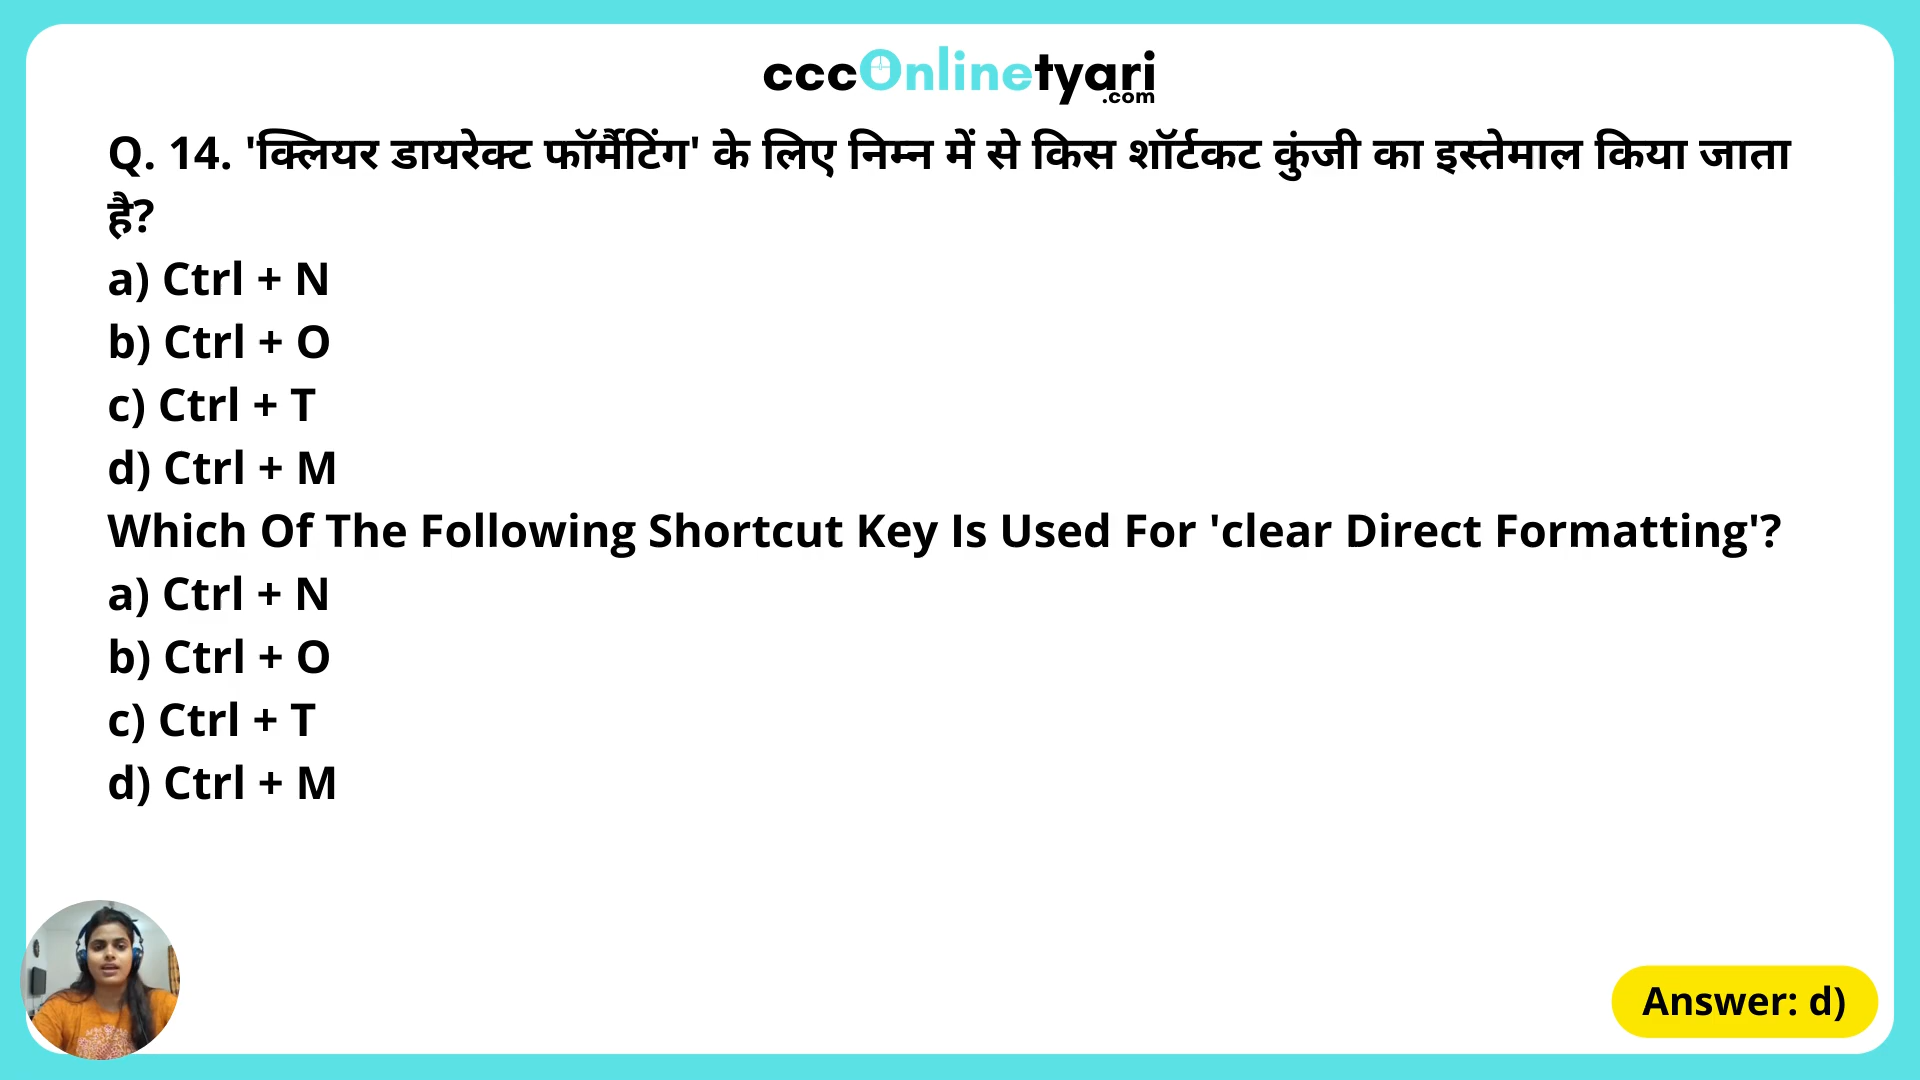 cccOnlinetyari
.com
Q. 14. 'क्लियर डायरेक्ट फॉर्मैटिंग' के लिए निम्न में से किस शॉर्टकट कुंजी का इस्तेमाल किया जाता
है?
a) Ctrl + N
b) Ctrl + O
c) Ctrl + T
d) Ctrl + M
Which Of The Following Shortcut Key Is Used For 'clear Direct Formatting'?
a) Ctrl + N
b) Ctrl + O
c) Ctrl + T
d) Ctrl + M
Answer: d)